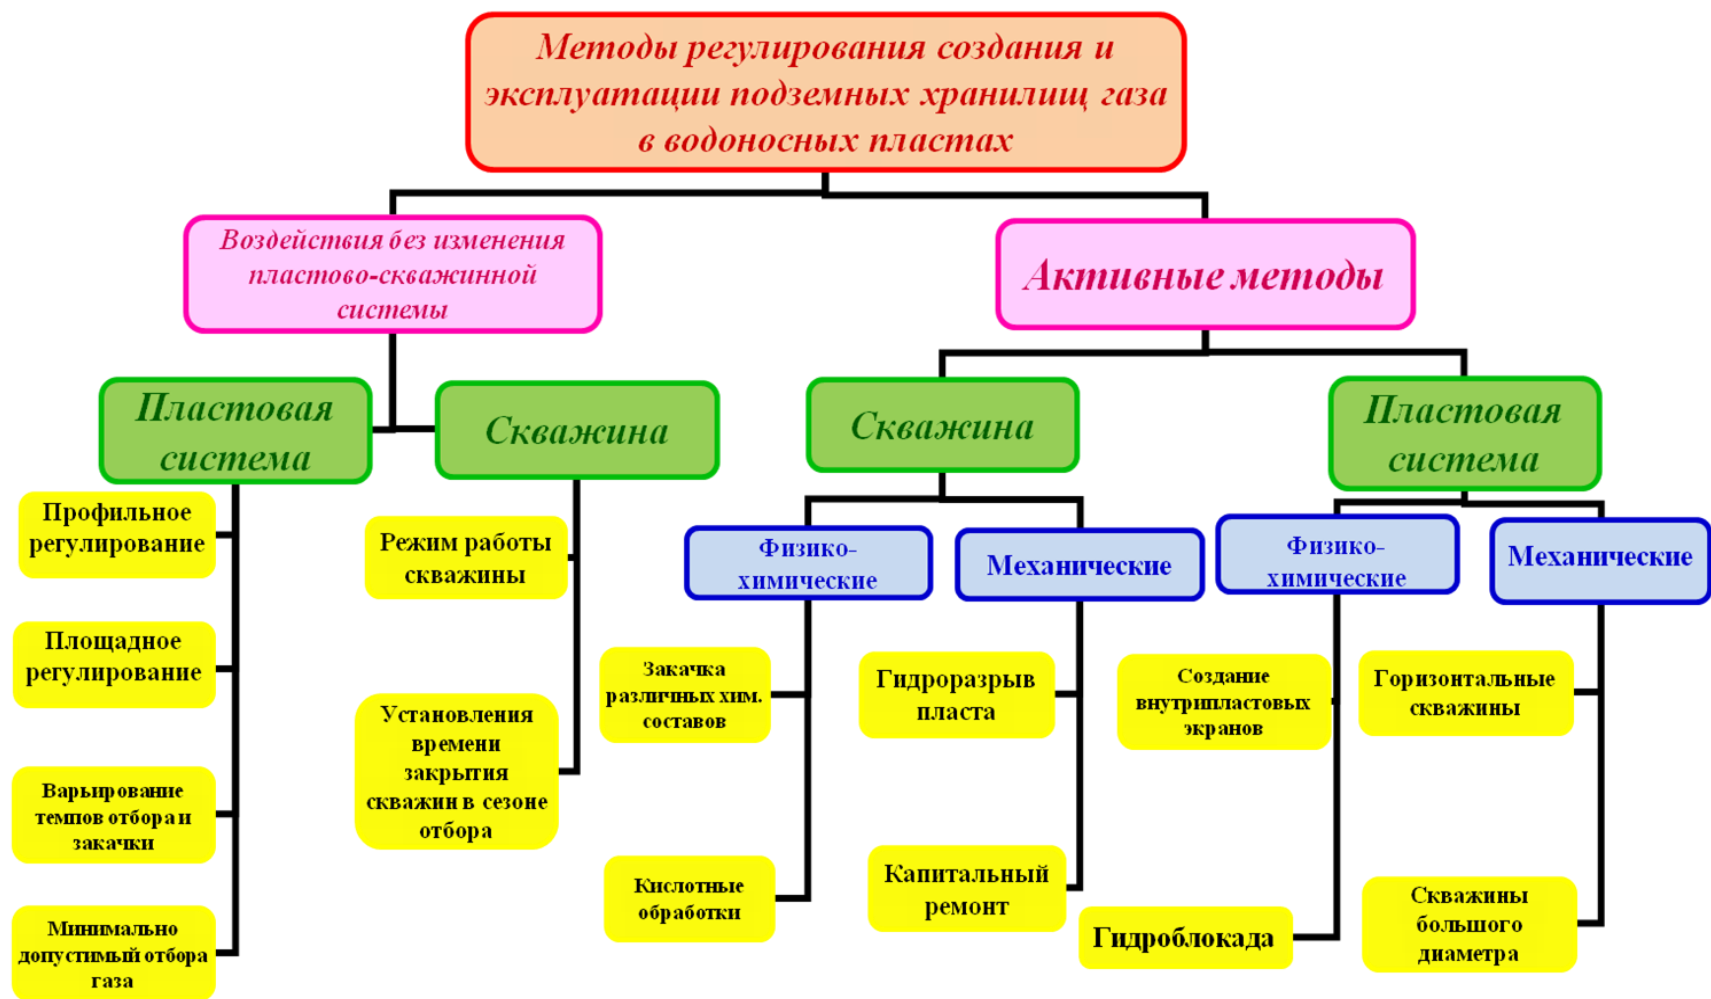 Методы регулирования создания и
эксплуатации подземных хранилищ газа
в водоносных пластах
Воздействия без изменения
пластово-скважинной
системы
Активные методы
Пластовая
система
Скважина
Скважина
Пластовая
система
Профильное
регулирование
Площадное
регулирование
Варьирование
темпов отбора и
закачки
Минимально
допустимый отбора
газа
Режим работы
скважины
Установления
времени
закрытия
скважин в сезоне
отбора
Физико-
химические
Механические
Физико-
химические
Механические
Закачка
различных хим.
составов
Кислотные
обработки
Гидроразрыв
пласта
Капитальный
ремонт
Создание
внутрипластовых
экранов
Гидроблокада
Горизонтальные
скважины
Скважины
большого
диаметра